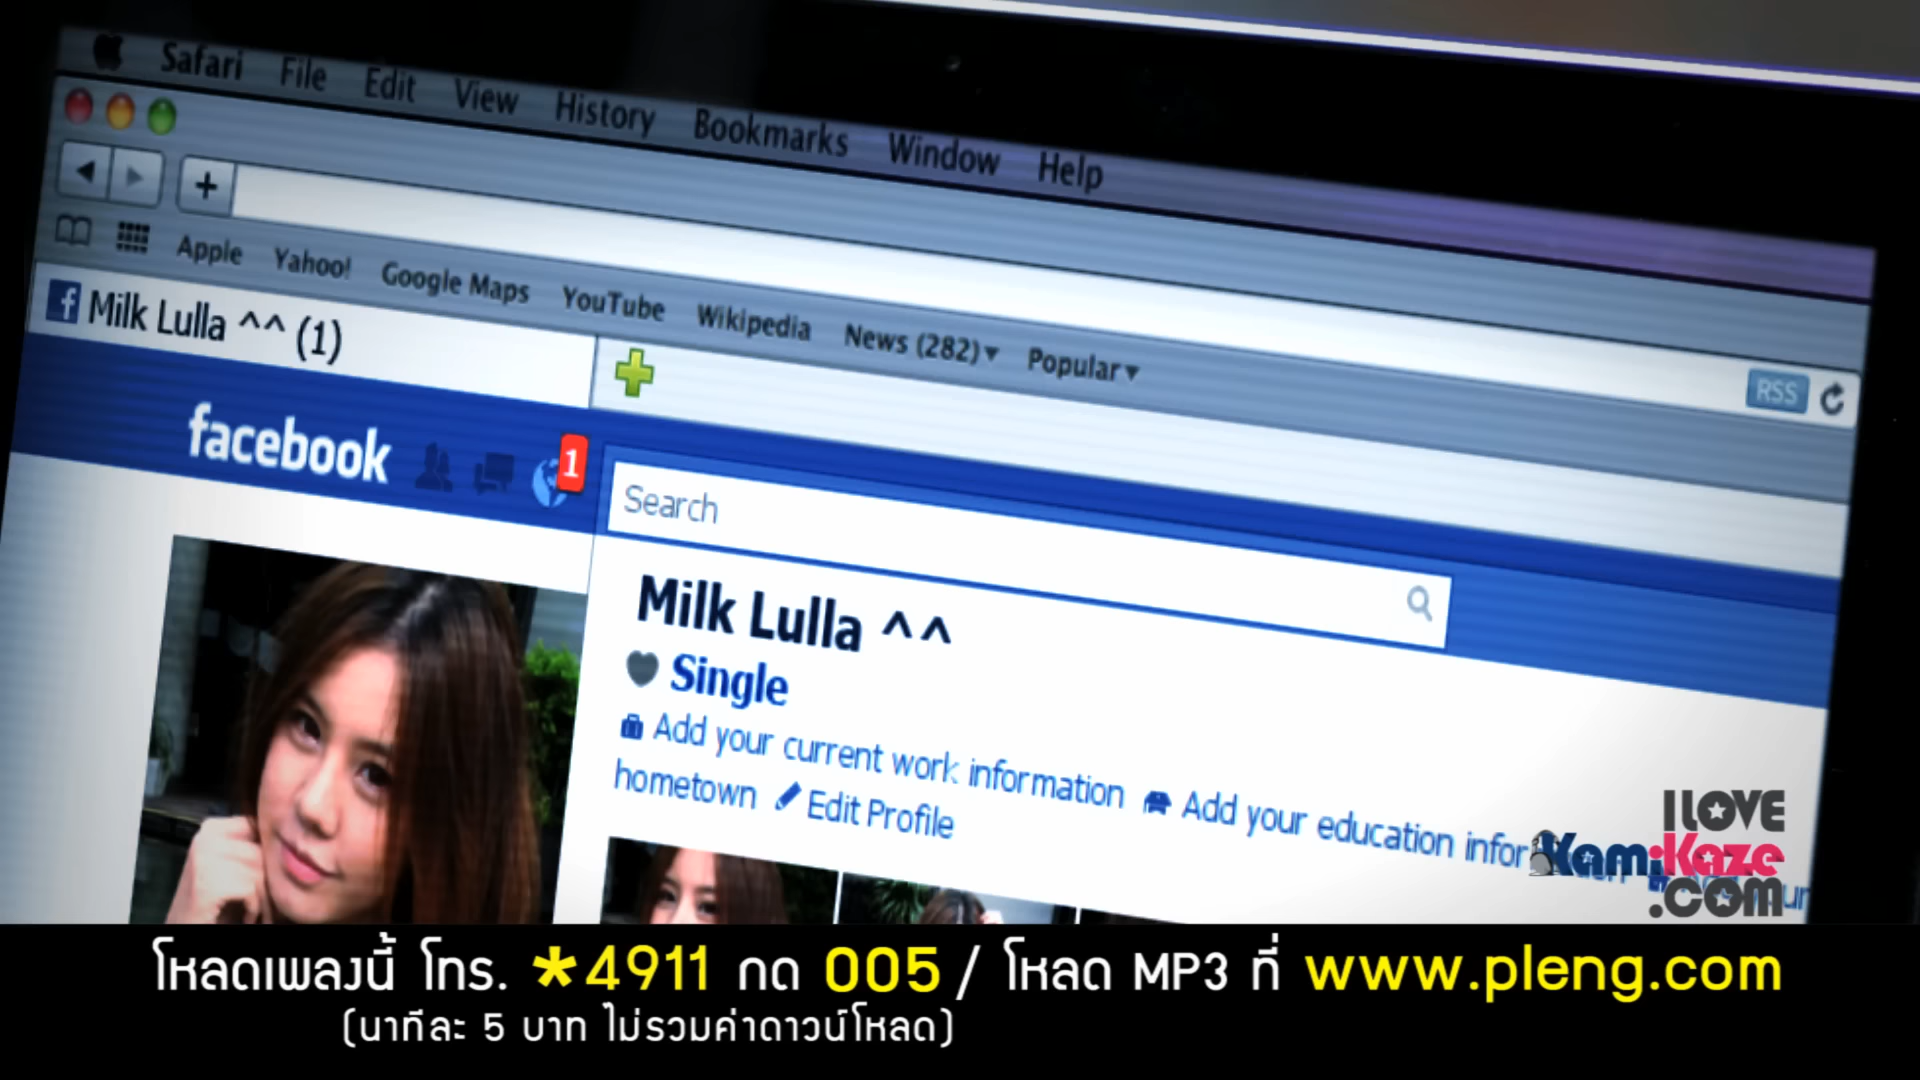 Safari File Edit View History Bookmarks Window Help
+
Apple Yahoo! Google Maps YouTube Wikipedia News (282)▼ Popular▼
RSS
f Milk Lulla ^^ (1)
facebook 1
Search
Milk Lulla ^^
Single
Add your current work information Add your education infor
hometown Edit Profile
I LOVE
KamiKaze
.com
โหลดเพลงนี้ โทร. *4911 กด 005 / โหลด MP3 ที่ www.pleng.com
(นาทีละ 5 บาท ไม่รวมค่าดาวน์โหลด)